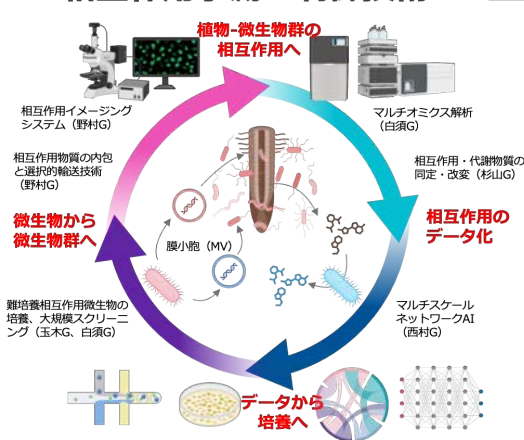 植物-微生物群の
相互作用へ
相互作用イメージング
システム（野村G）
マルチオミクス解析
（白須G）
相互作用物質の内包
と選択的輸送技術
（野村G）
相互作用・代謝物質の
同定・改変（杉山G）
微生物から
微生物群へ
相互作用の
データ化
膜小胞（MV）
難培養相互作用微生物の
培養、大規模スクリーニ
ング（玉木G、白須G）
マルチスケール
ネットワークAI
（西村G）
データから
培養へ